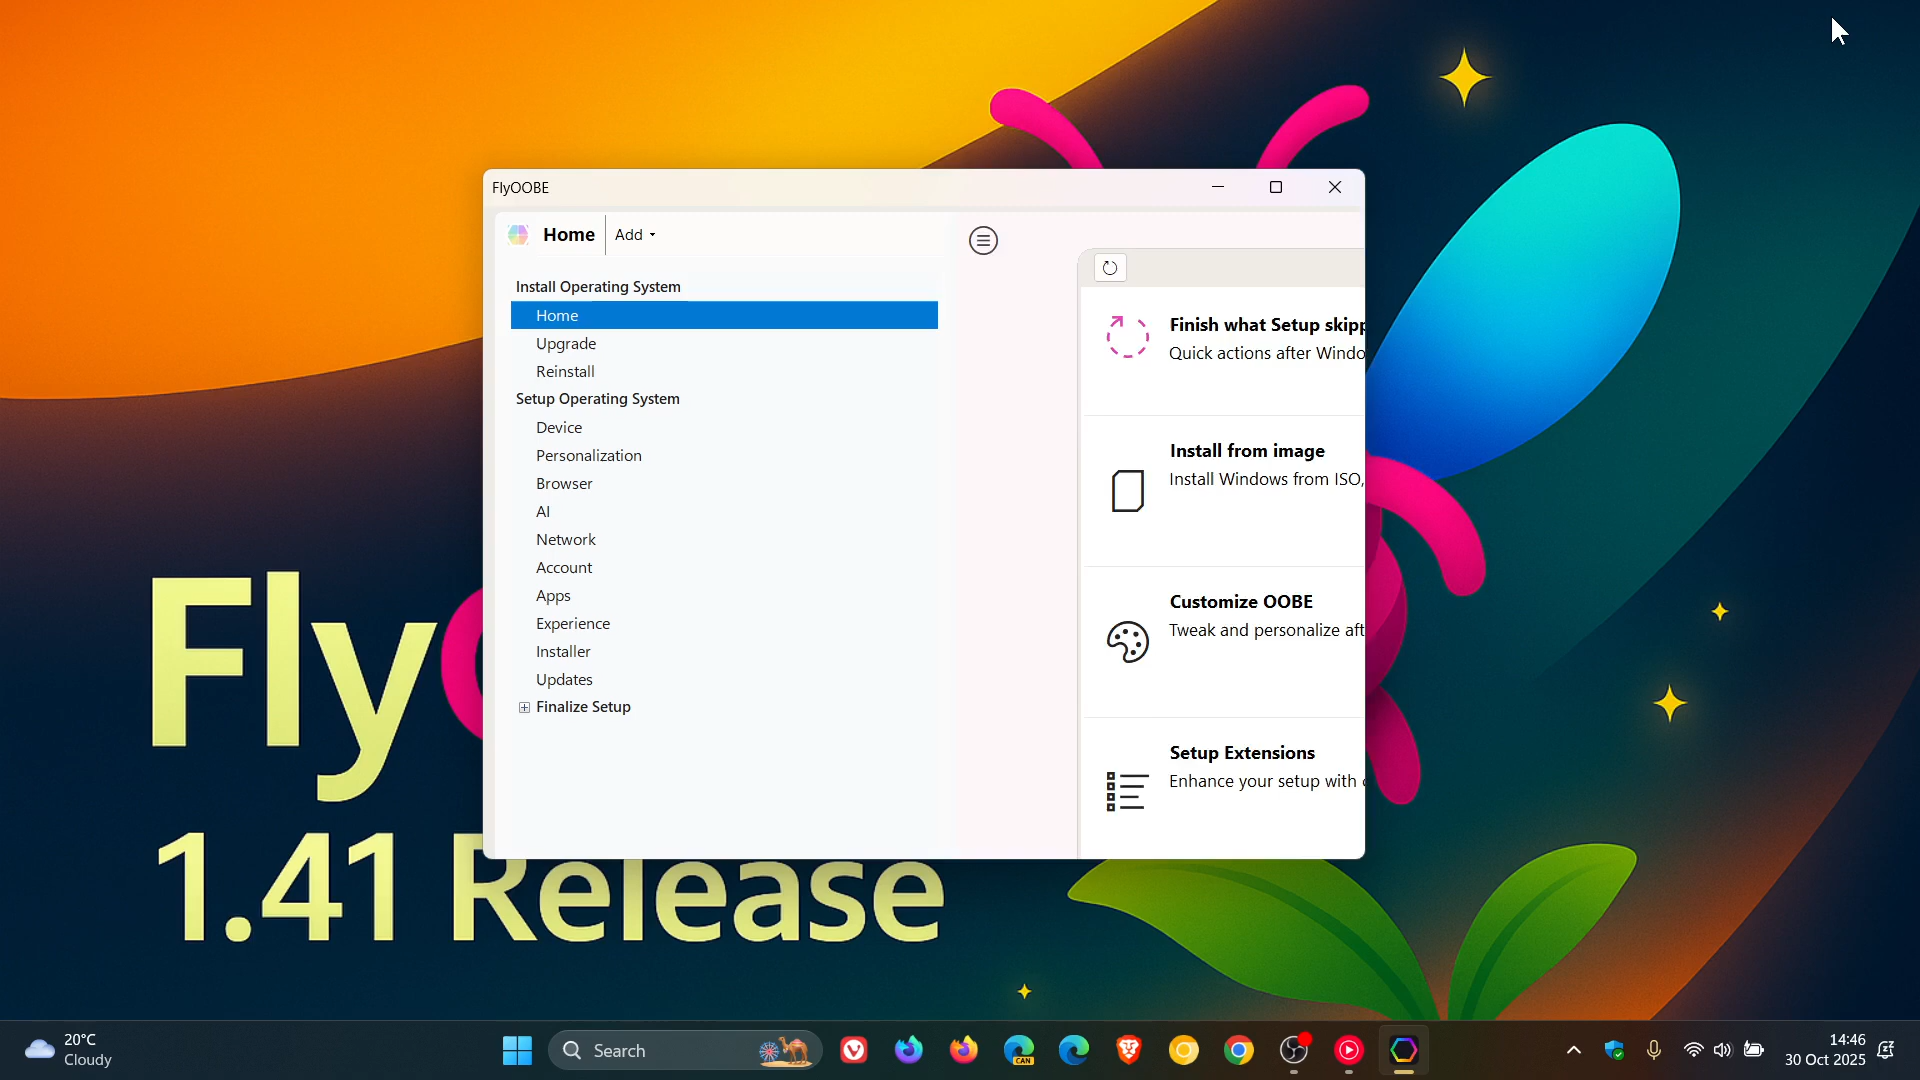 FlyOOBE
Home
Add
Install Operating System
Home
Upgrade
Reinstall
Setup Operating System
Device
Personalization
Browser
AI
Network
Account
Apps
Experience
Installer
Updates
Finalize Setup
Finish what Setup skipp
Quick actions after Windo
Install from image
Install Windows from ISO,
Customize OOBE
Tweak and personalize aft
Setup Extensions
Enhance your setup with
Fly
1.41 Release
20°C
Cloudy
Search
CAN
14:46
30 Oct 2025